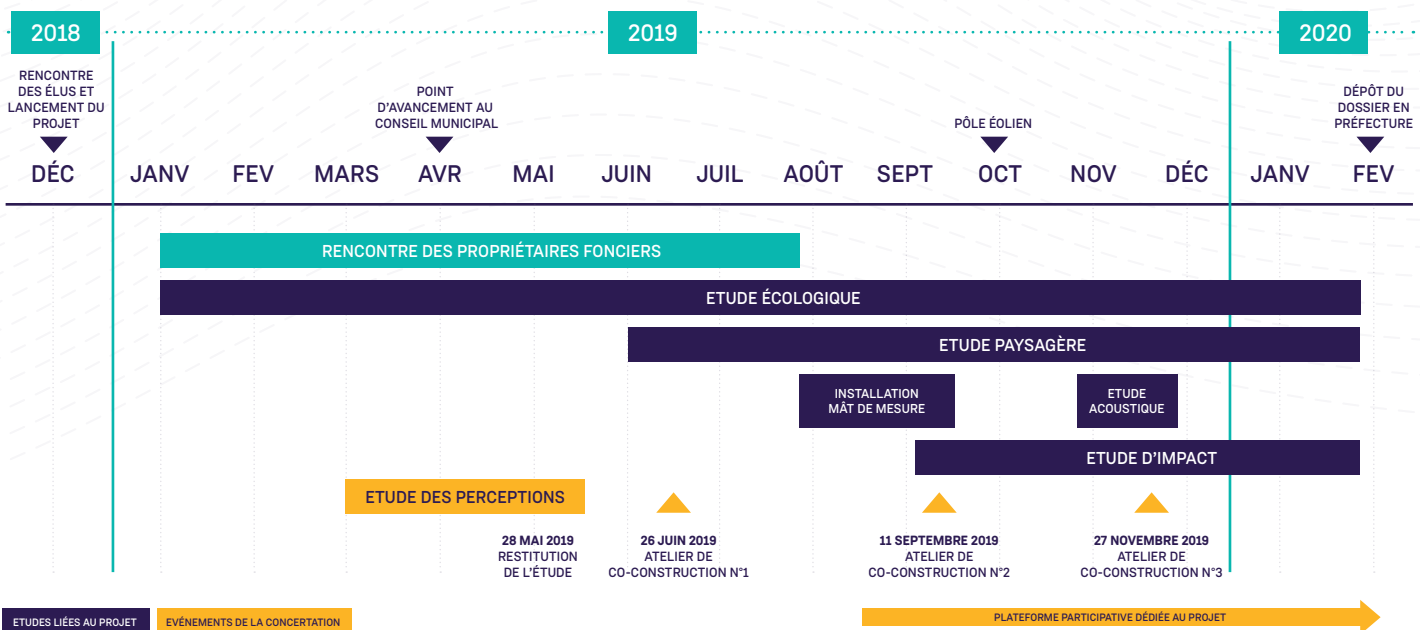 2018
2019
2020
RENCONTRE
DES ÉLUS ET
LANCEMENT DU
PROJET
POINT
D'AVANCEMENT AU
CONSEIL MUNICIPAL
PÔLE ÉOLIEN
DÉPÔT DU
DOSSIER EN
PRÉFECTURE
DÉC JANV FEV MARS AVR MAI JUIN JUIL AOÛT SEPT OCT NOV DÉC JANV FEV
RENCONTRE DES PROPRIÉTAIRES FONCIERS
ETUDE ÉCOLOGIQUE
ETUDE PAYSAGÈRE
INSTALLATION
MÂT DE MESURE
ETUDE
ACOUSTIQUE
ETUDE D'IMPACT
ETUDE DES PERCEPTIONS
28 MAI 2019
RESTITUTION
DE L'ÉTUDE
26 JUIN 2019
ATELIER DE
CO-CONSTRUCTION N°1
11 SEPTEMBRE 2019
ATELIER DE
CO-CONSTRUCTION N°2
27 NOVEMBRE 2019
ATELIER DE
CO-CONSTRUCTION N°3
PLATEFORME PARTICIPATIVE DÉDIÉE AU PROJET
ETUDES LIÉES AU PROJET
EVÉNEMENTS DE LA CONCERTATION